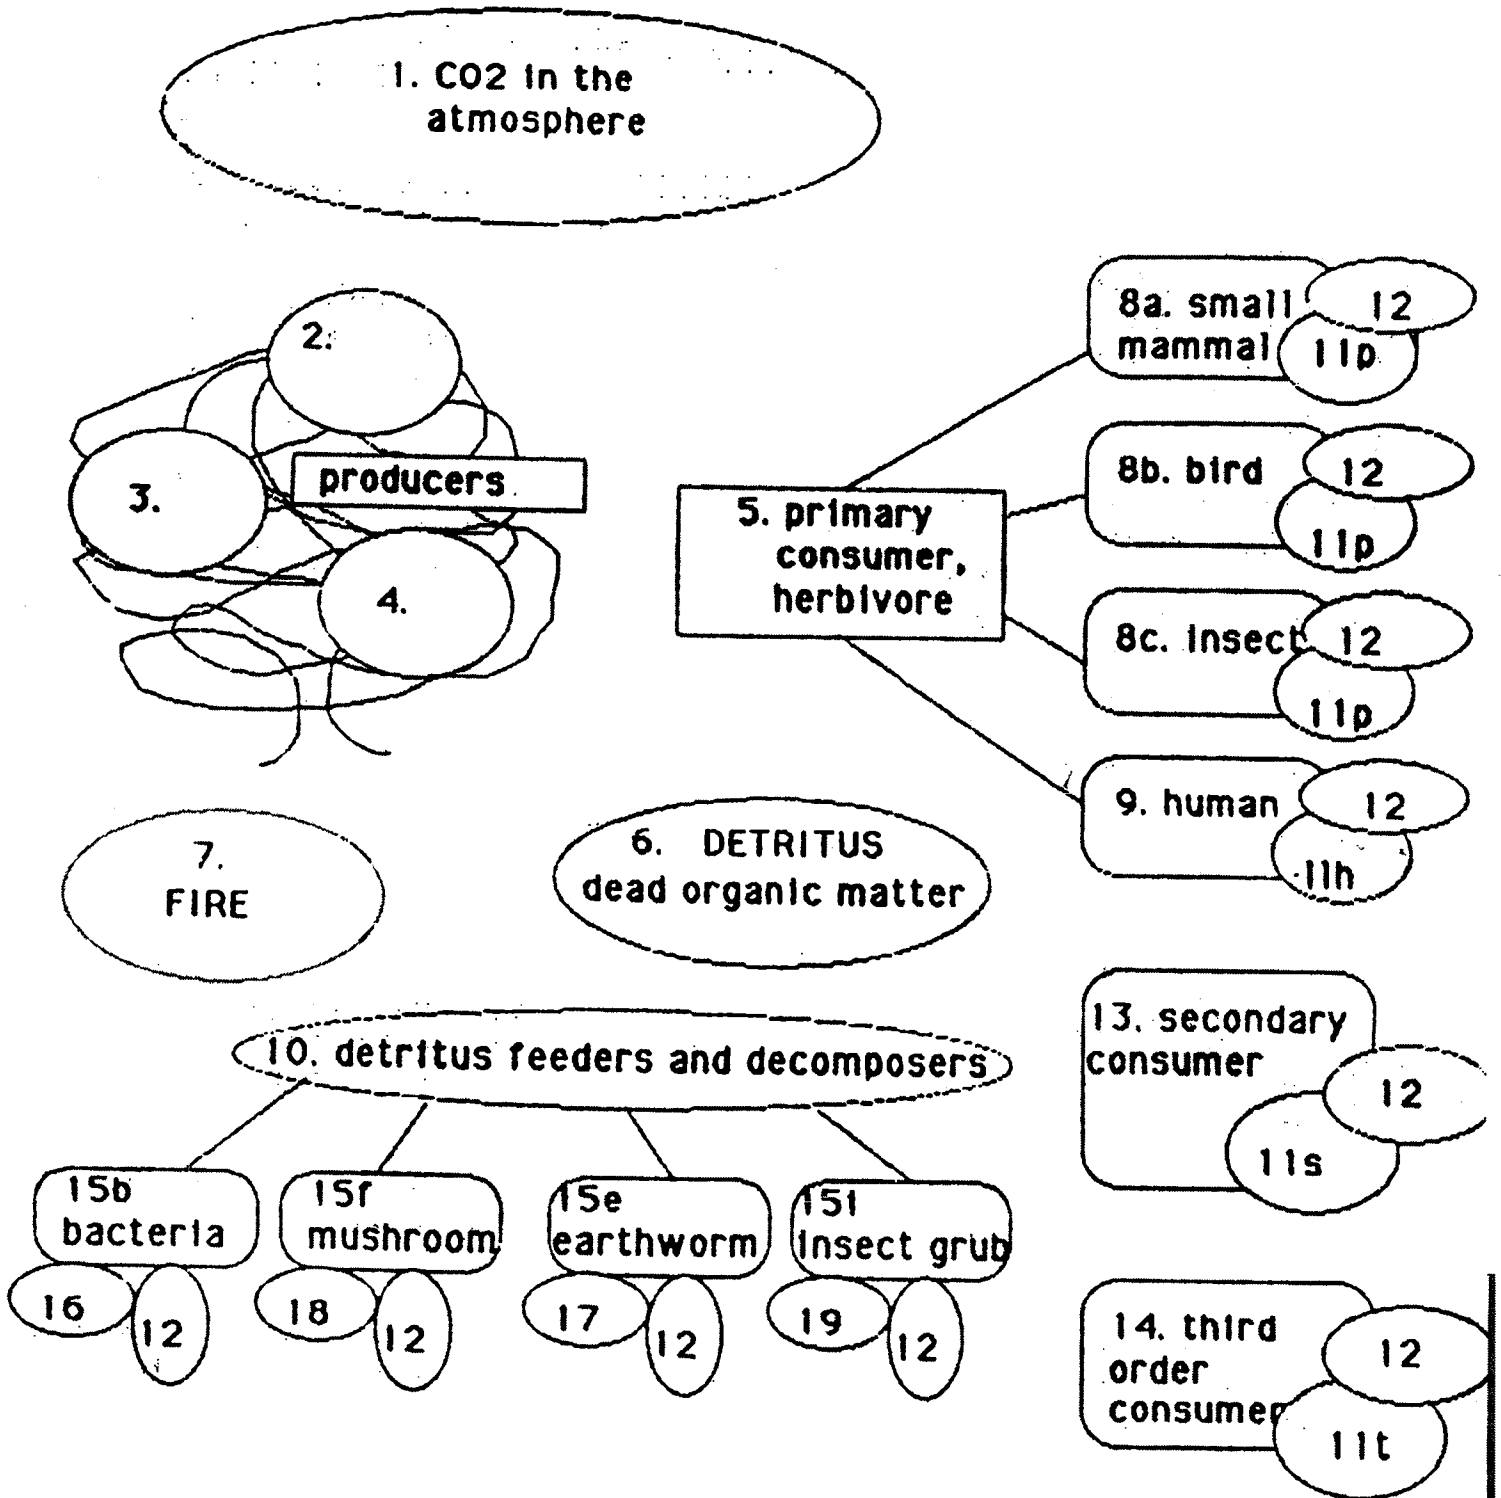 1. CO2 in the
atmosphere
2.
producers
3.
4.
5. primary
consumer,
herbivore
8a. small
mammal
12
11p
8b. bird
12
11p
8c. insect
12
11p
9. human
12
11h
7.
FIRE
6. DETRITUS
dead organic matter
10. detritus feeders and decomposers
13. secondary
consumer
12
11s
15b
bacteria
16
12
15f
mushroom
18
12
15e
earthworm
17
12
15i
insect grub
19
12
14. third
order
consumer
12
11t